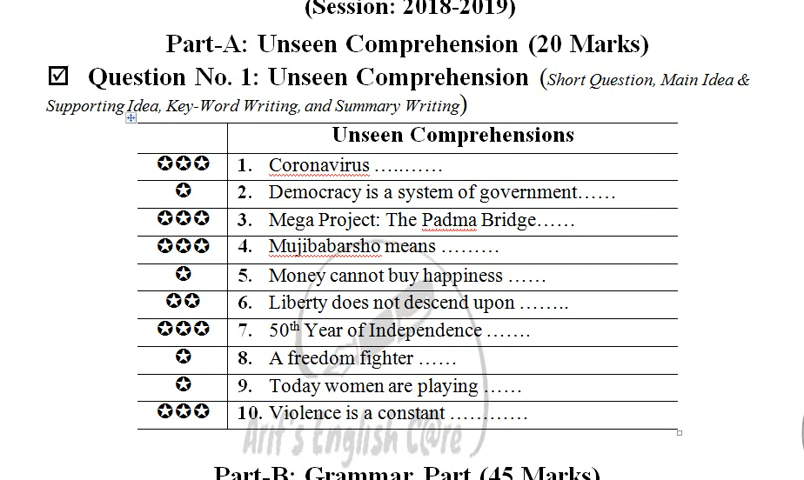 (Session: 2018-2019)
Part-A: Unseen Comprehension (20 Marks)
☑ Question No. 1: Unseen Comprehension (Short Question, Main Idea &
Supporting Idea, Key-Word Writing, and Summary Writing)
Unseen Comprehensions
✪✪✪ 1. Coronavirus …..……
✪ 2. Democracy is a system of government……
✪✪✪ 3. Mega Project: The Padma Bridge……
✪✪✪ 4. Mujibabarsho means ………
✪ 5. Money cannot buy happiness ……
✪✪ 6. Liberty does not descend upon ……..
✪✪✪ 7. 50th Year of Independence …….
✪ 8. A freedom fighter ……
✪ 9. Today women are playing ……
✪✪✪ 10. Violence is a constant …………
Arif's English C@re
Part-B: Grammar Part (45 Marks)